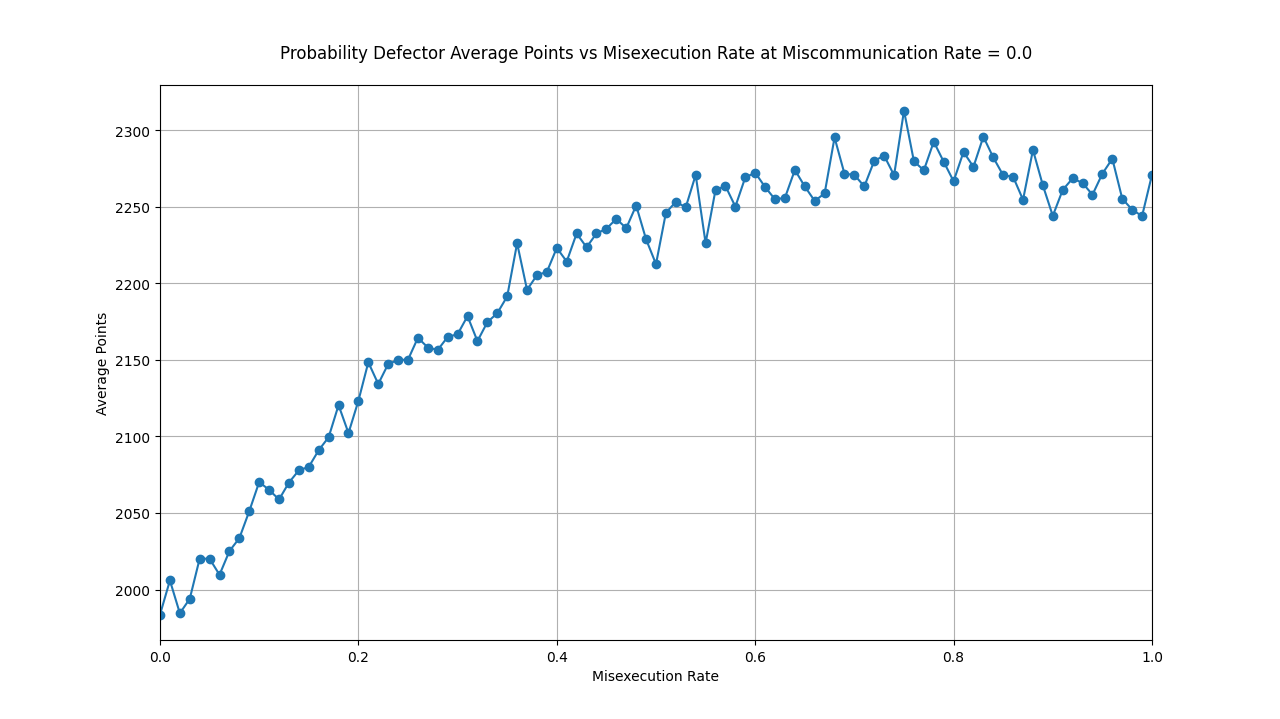 Probability Defector Average Points vs Misexecution Rate at Miscommunication Rate = 0.0
2300
2250
2200
2150
2100
2050
2000
Average Points
0.0 0.2 0.4 0.6 0.8 1.0
Misexecution Rate